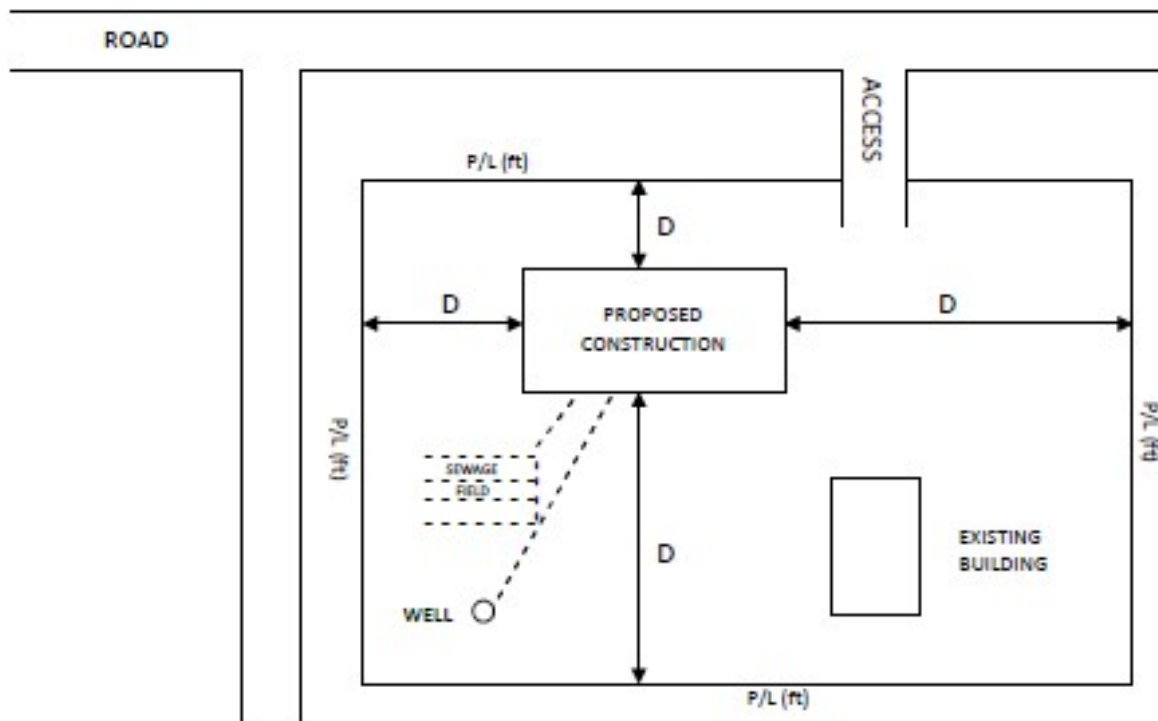 ROAD
ACCESS
P/L (ft)
D
D
D
PROPOSED
CONSTRUCTION
P/L (ft)
P/L (ft)
SEWAGE
FIELD
D
EXISTING
BUILDING
WELL
P/L (ft)